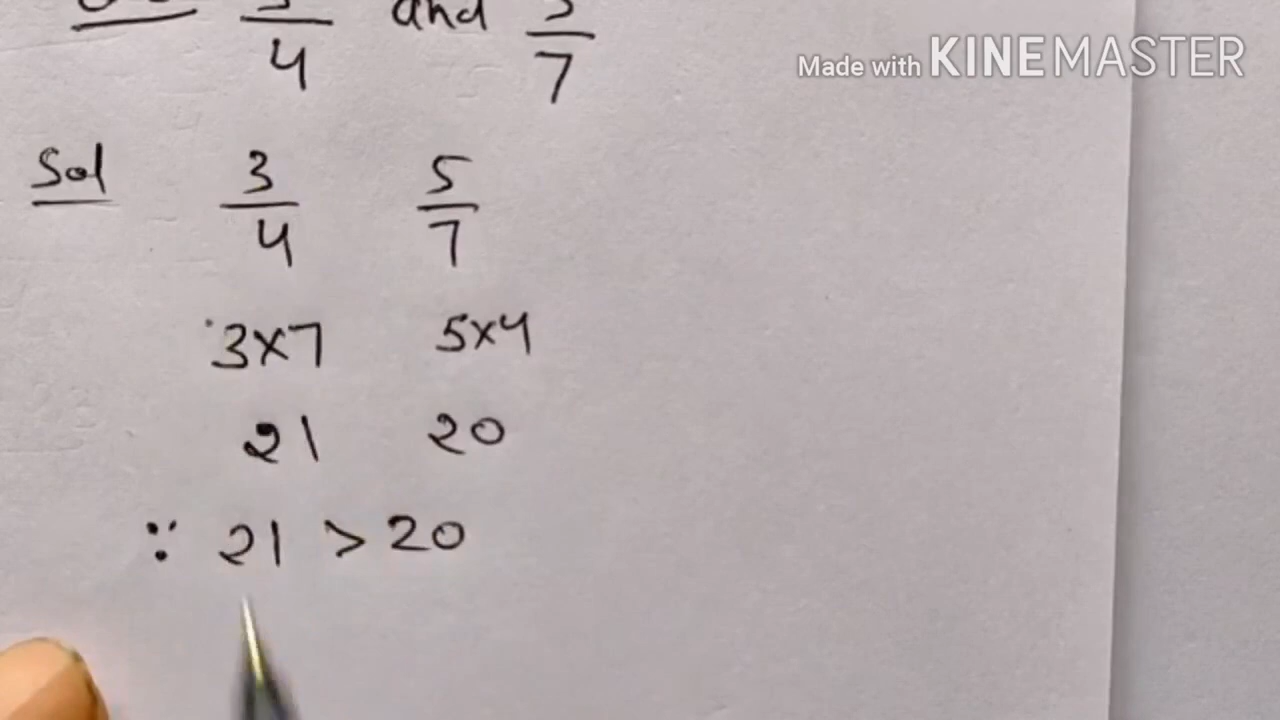 and
4 7
Made with KINEMASTER
Sol 3 5
4 7
3×7 5×4
21 20
∵ 21 > 20